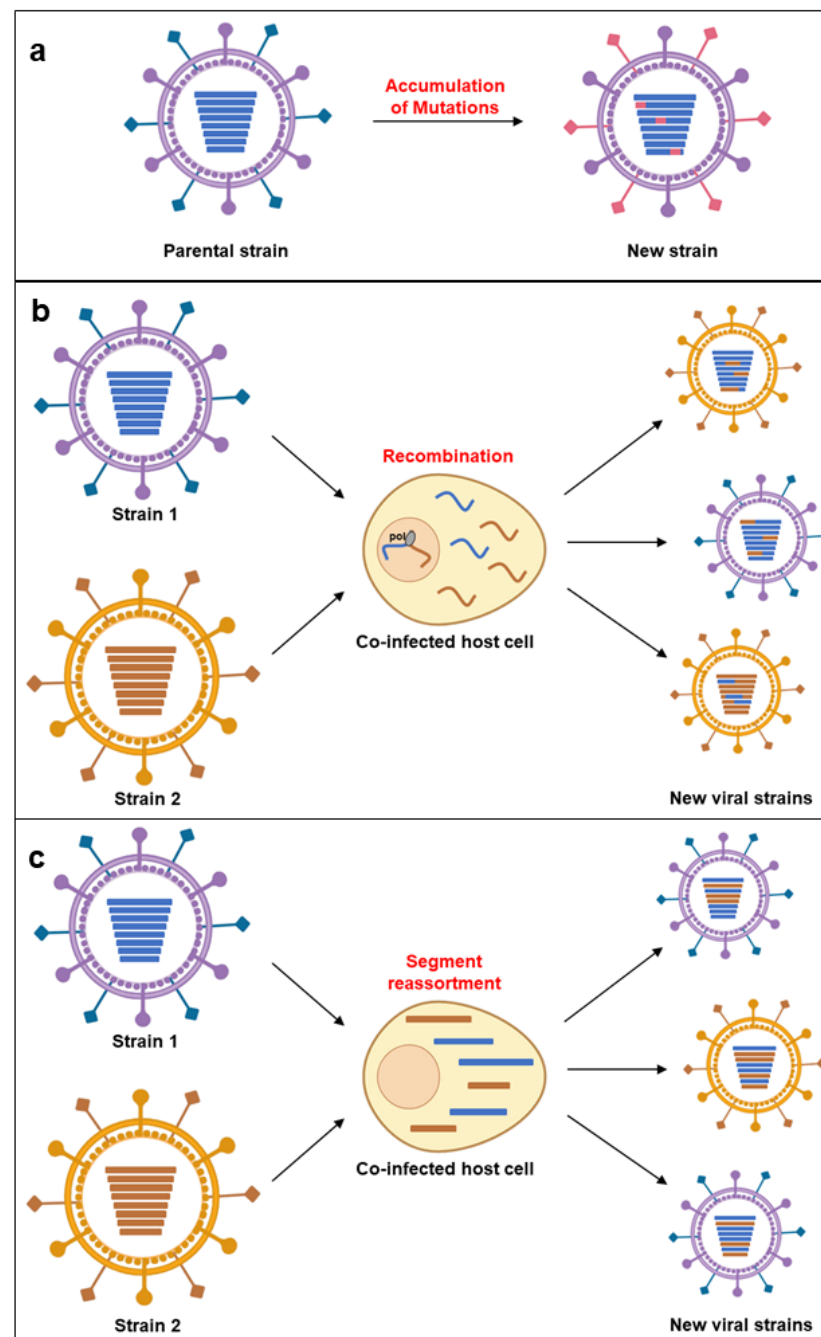 a
Accumulation
of Mutations
Parental strain
New strain
b
Strain 1
Recombination
pol
Co-infected host cell
Strain 2
New viral strains
c
Strain 1
Segment
reassortment
Co-infected host cell
Strain 2
New viral strains